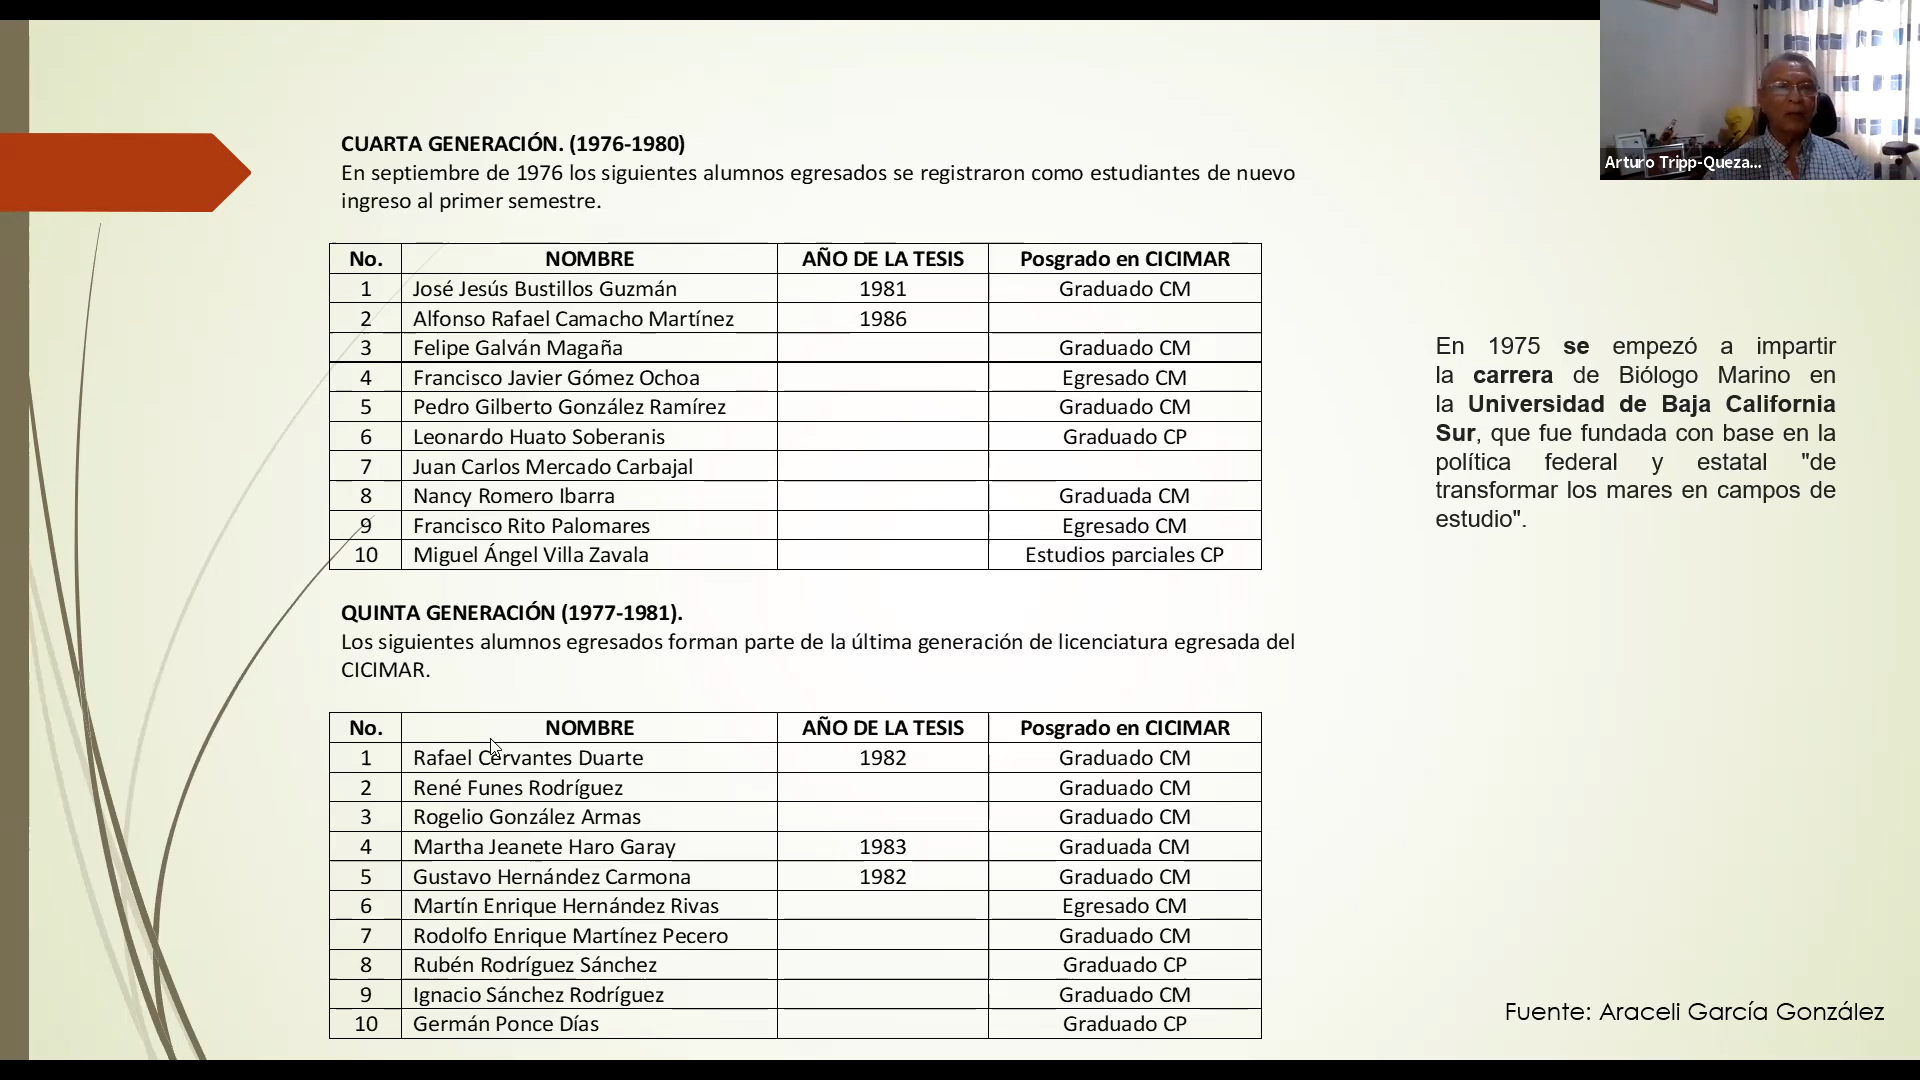 CUARTA GENERACIÓN. (1976-1980)
En septiembre de 1976 los siguientes alumnos egresados se registraron como estudiantes de nuevo
ingreso al primer semestre.
No. NOMBRE AÑO DE LA TESIS Posgrado en CICIMAR
1 José Jesús Bustillos Guzmán 1981 Graduado CM
2 Alfonso Rafael Camacho Martínez 1986
3 Felipe Galván Magaña Graduado CM
4 Francisco Javier Gómez Ochoa Egresado CM
5 Pedro Gilberto González Ramírez Graduado CM
6 Leonardo Huato Soberanis Graduado CP
7 Juan Carlos Mercado Carbajal
8 Nancy Romero Ibarra Graduada CM
9 Francisco Rito Palomares Egresado CM
10 Miguel Ángel Villa Zavala Estudios parciales CP
QUINTA GENERACIÓN (1977-1981).
Los siguientes alumnos egresados forman parte de la última generación de licenciatura egresada del
CICIMAR.
No. NOMBRE AÑO DE LA TESIS Posgrado en CICIMAR
1 Rafael Cervantes Duarte 1982 Graduado CM
2 René Funes Rodríguez Graduado CM
3 Rogelio González Armas Graduado CM
4 Martha Jeanete Haro Garay 1983 Graduada CM
5 Gustavo Hernández Carmona 1982 Graduado CM
6 Martín Enrique Hernández Rivas Egresado CM
7 Rodolfo Enrique Martínez Pecero Graduado CM
8 Rubén Rodríguez Sánchez Graduado CP
9 Ignacio Sánchez Rodríguez Graduado CM
10 Germán Ponce Días Graduado CP
En 1975 se empezó a impartir
la carrera de Biólogo Marino en
la Universidad de Baja California
Sur, que fue fundada con base en la
política federal y estatal "de
transformar los mares en campos de
estudio".
Fuente: Araceli García González
Arturo Tripp-Queza...